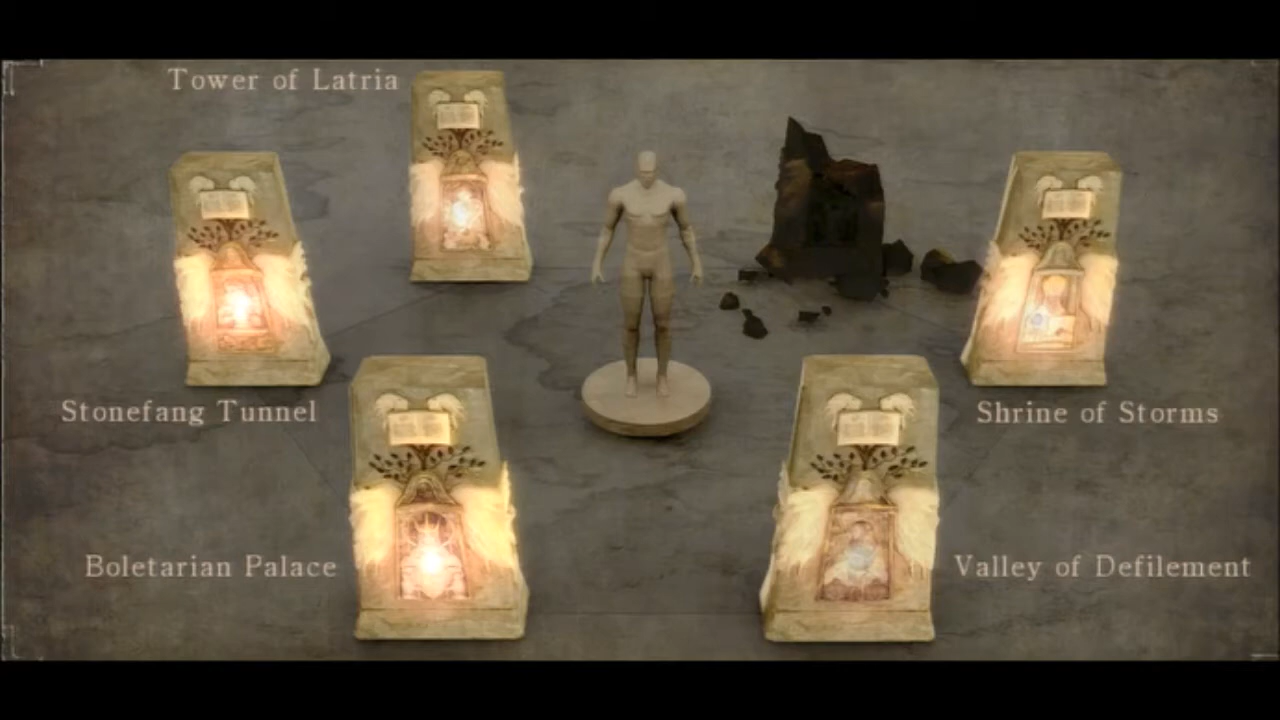 Tower of Latria
Stonefang Tunnel
Shrine of Storms
Boletarian Palace
Valley of Defilement